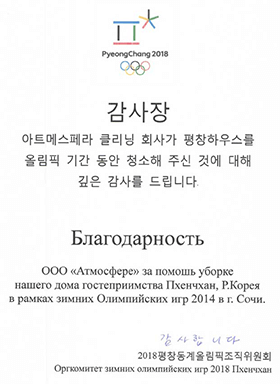 PyeongChang 2018
감사장
아트메스페라 클리닝 회사가 평창하우스를
올림픽 기간 동안 청소해 주신 것에 대해
깊은 감사를 드립니다.
Благодарность
ООО «Атмосфере» за помошь уборке
нашего дома гостеприимства Пхенчхан, Р.Корея
в рамках зимних Олимпийских игр 2014 в г. Сочи.
감사합니다
2018평창동계올림픽조직위원회
Оргкомитет зимних олимпийских игр 2018 Пхенчхан